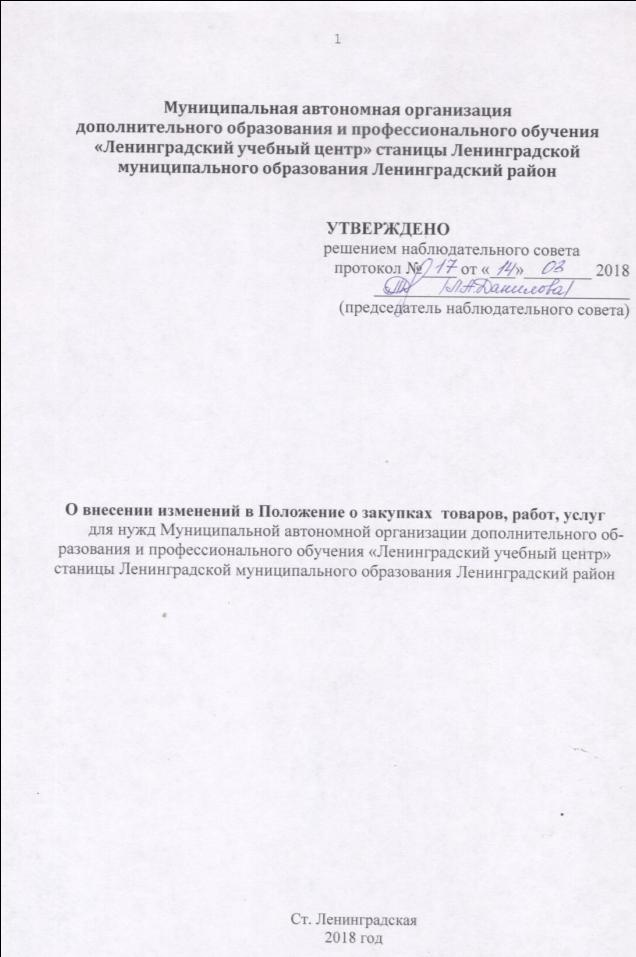 1
Муниципальная автономная организация
дополнительного образования и профессионального обучения
«Ленинградский учебный центр» станицы Ленинградской
муниципального образования Ленинградский район
УТВЕРЖДЕНО
решением наблюдательного совета
протокол № 17 от «14» 03 2018
/Л.А. Данилова/
(председатель наблюдательного совета)
О внесении изменений в Положение о закупках товаров, работ, услуг
для нужд Муниципальной автономной организации дополнительного об-
разования и профессионального обучения «Ленинградский учебный центр»
станицы Ленинградской муниципального образования Ленинградский район
Ст. Ленинградская
2018 год